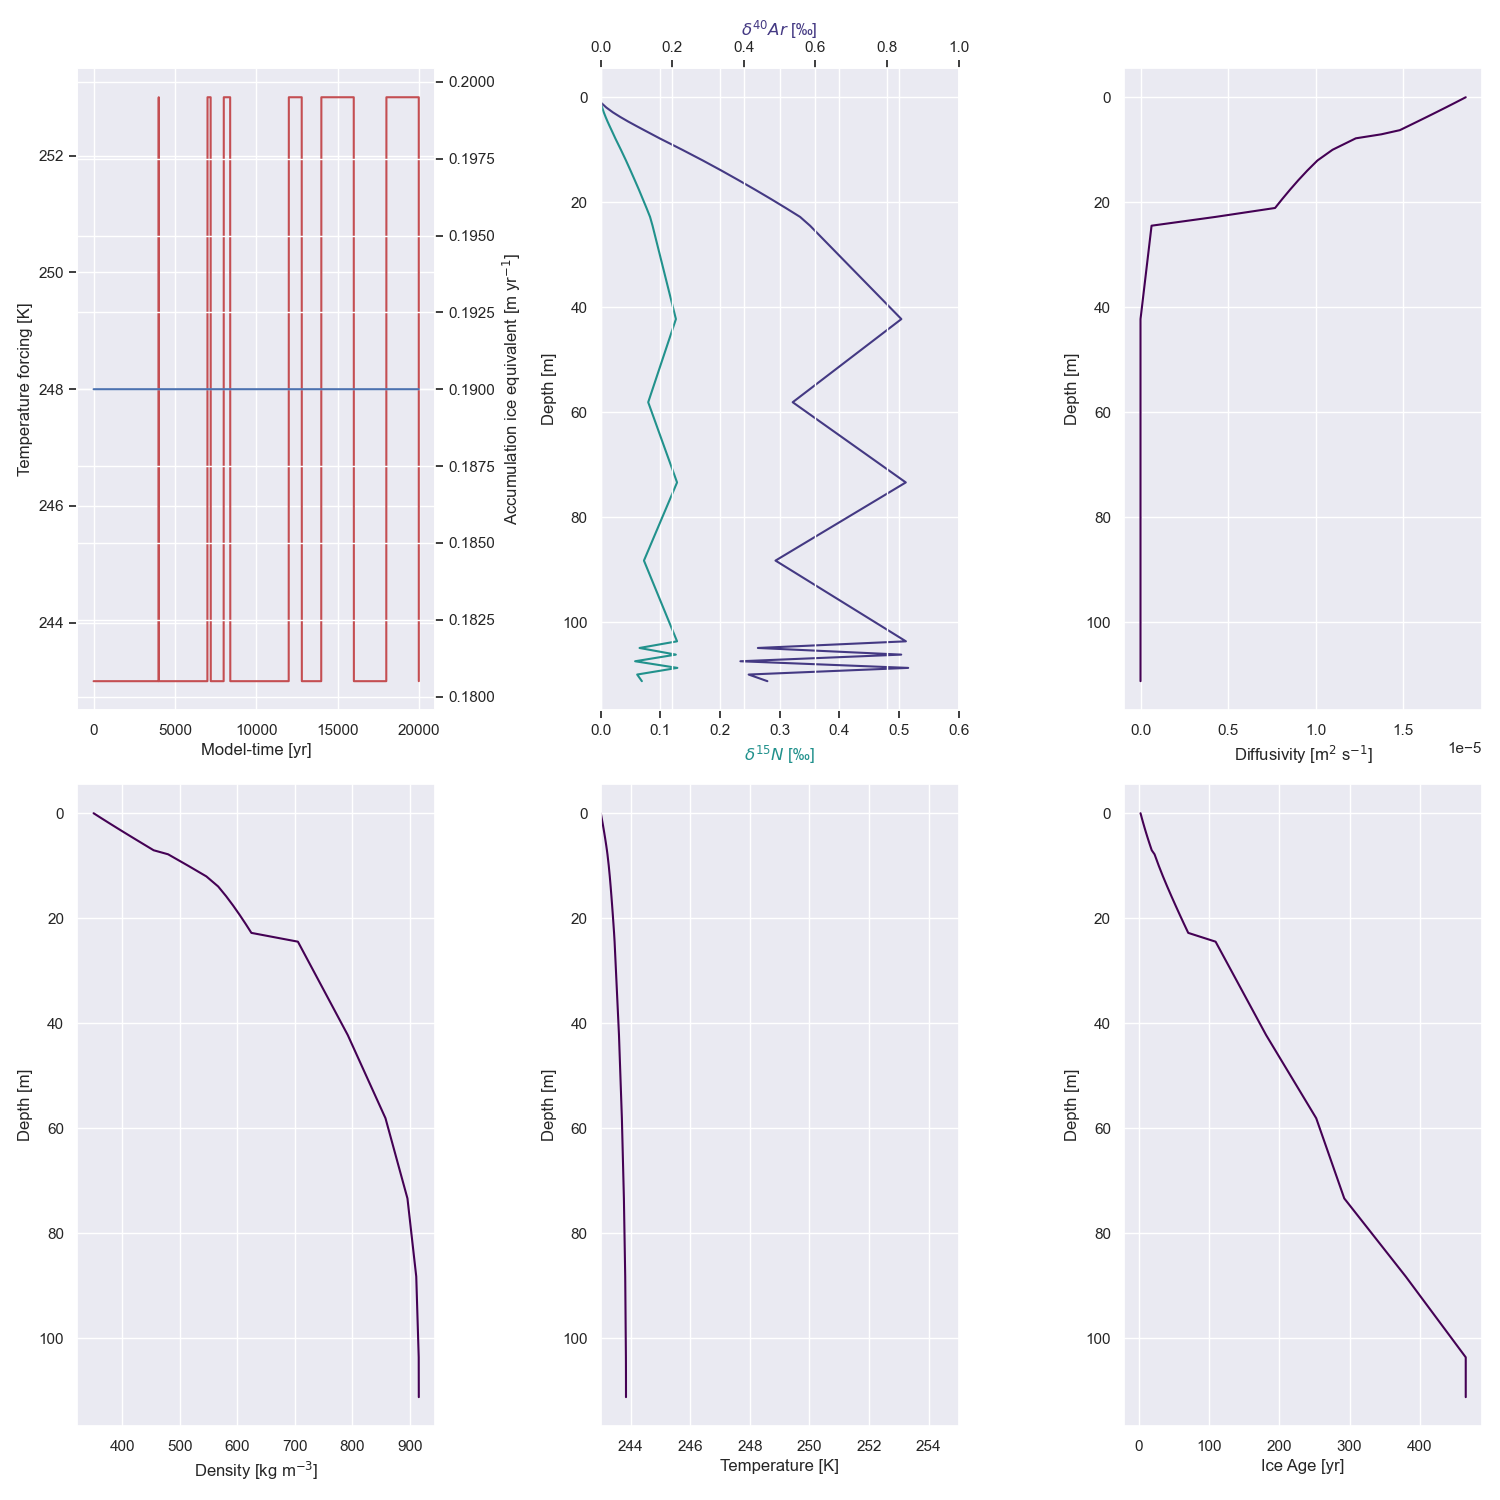 δ⁴⁰Ar [‰]
0.0 0.2 0.4 0.6 0.8 1.0
Temperature forcing [K]
252
250
248
246
244
0.2000
0.1975
0.1950
0.1925
0.1900
0.1875
0.1850
0.1825
0.1800
Accumulation ice equivalent [m yr⁻¹]
0 5000 10000 15000 20000
Model-time [yr]
Depth [m]
0
20
40
60
80
100
0.0 0.1 0.2 0.3 0.4 0.5 0.6
δ¹⁵N [‰]
Depth [m]
0
20
40
60
80
100
0.0 0.5 1.0 1.5
1e−5
Diffusivity [m² s⁻¹]
Depth [m]
0
20
40
60
80
100
400 500 600 700 800 900
Density [kg m⁻³]
Depth [m]
0
20
40
60
80
100
244 246 248 250 252 254
Temperature [K]
Depth [m]
0
20
40
60
80
100
0 100 200 300 400
Ice Age [yr]